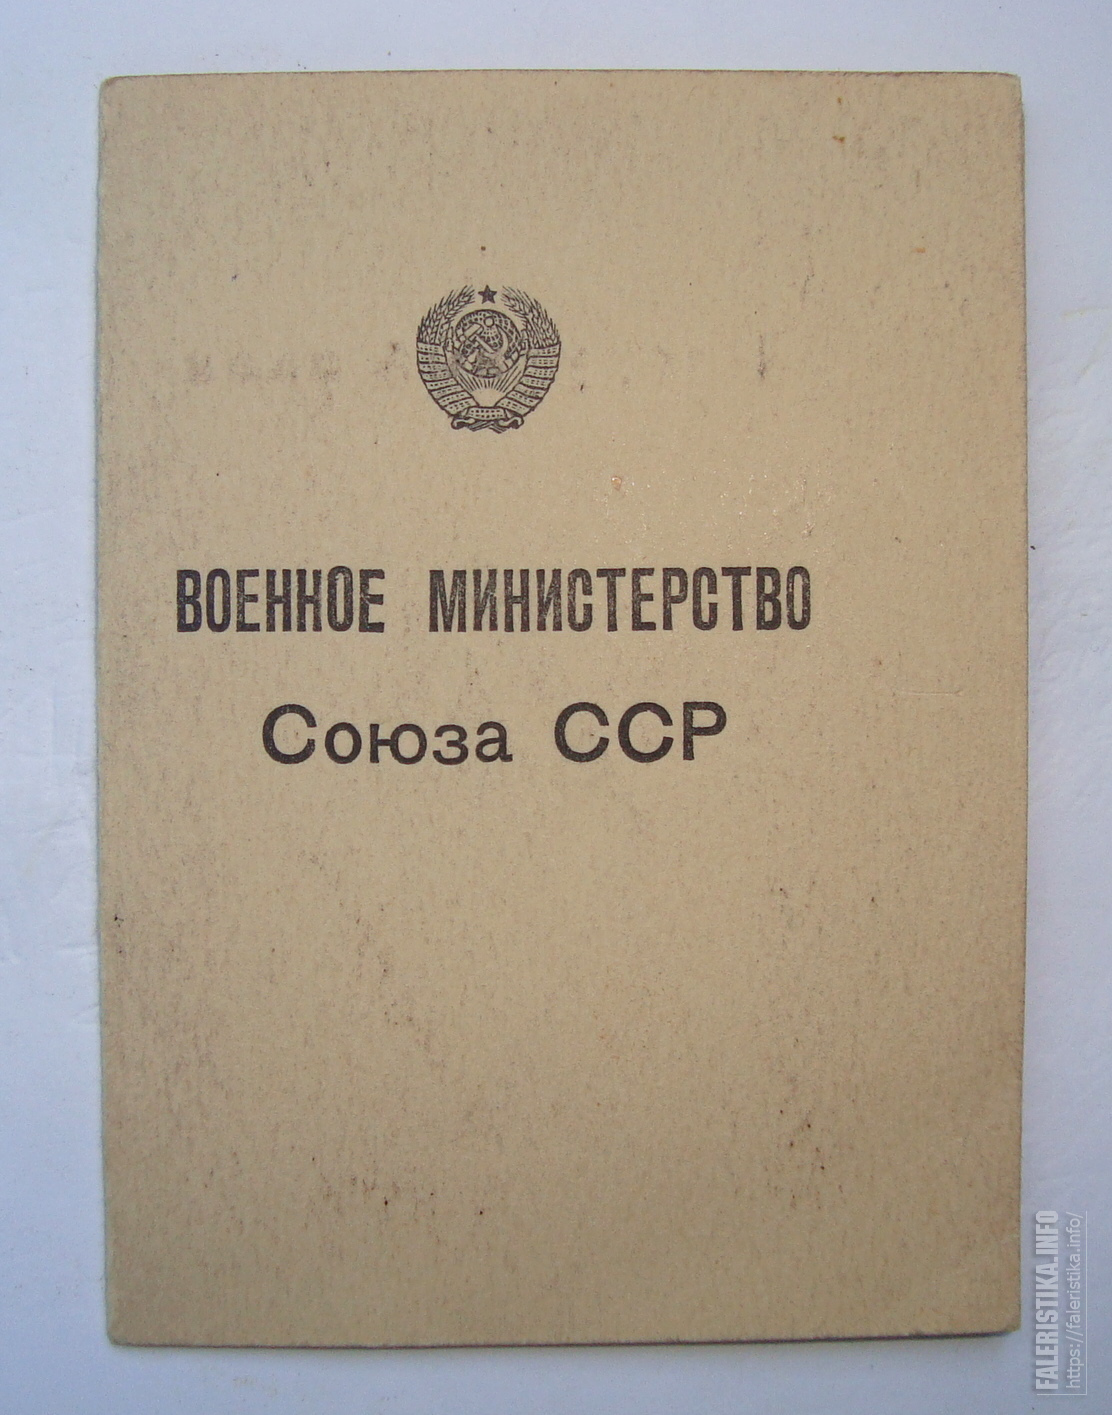 ВОЕННОЕ МИНИСТЕРСТВО
Союза ССР
FALERISTIKA.INFO
https://faleristika.info/